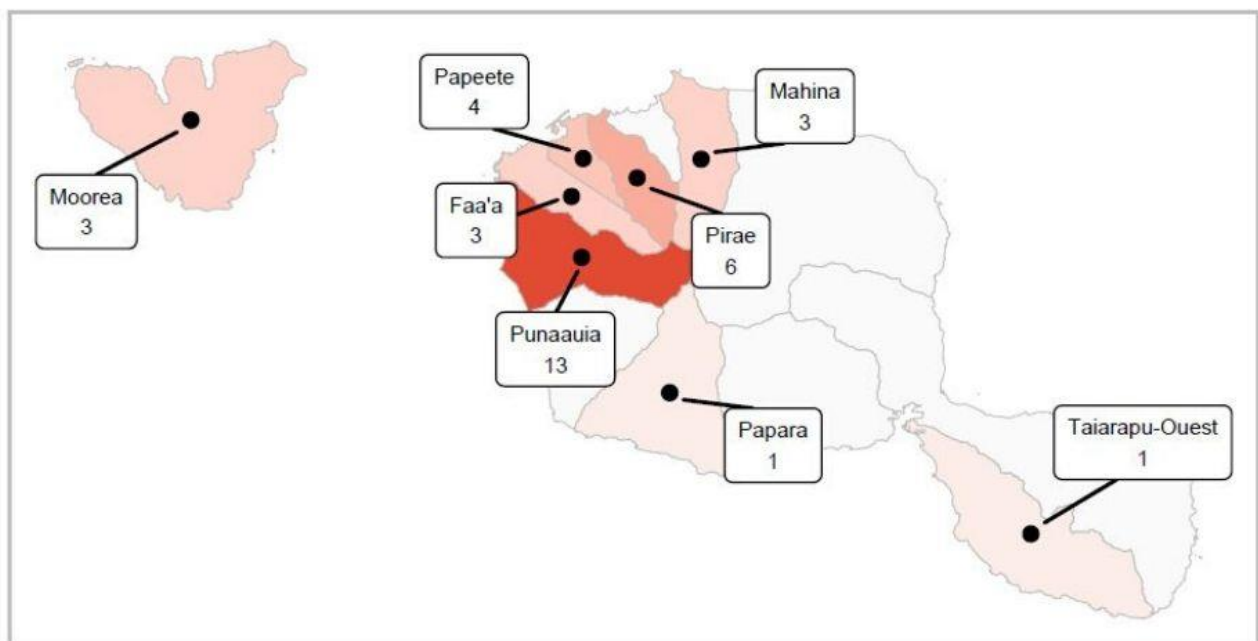 Papeete
4
Mahina
3
Moorea
3
Faa'a
3
Pirae
6
Punaauia
13
Papara
1
Taiarapu-Ouest
1